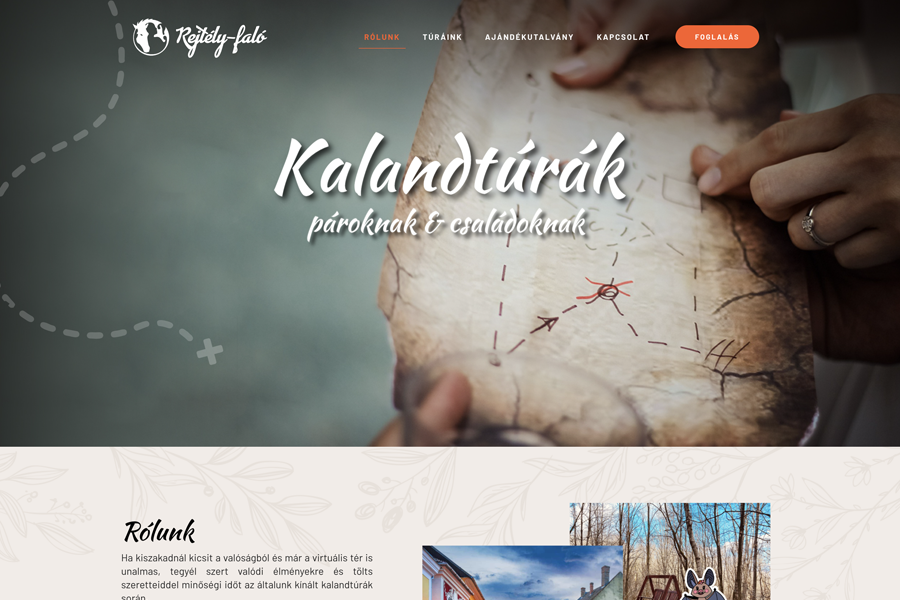 Rejtély-faló
RÓLUNK
TÚRÁINK
AJÁNDÉKUTALVÁNY
KAPCSOLAT
FOGLALÁS
Kalandtúrák
pároknak & családoknak
Rólunk
Ha kiszakadnál kicsit a valóságból és már a virtuális tér is
unalmas, tegyél szert valódi élményekre és tölts
szeretteiddel minőségi időt az általunk kínált kalandtúrák
során.